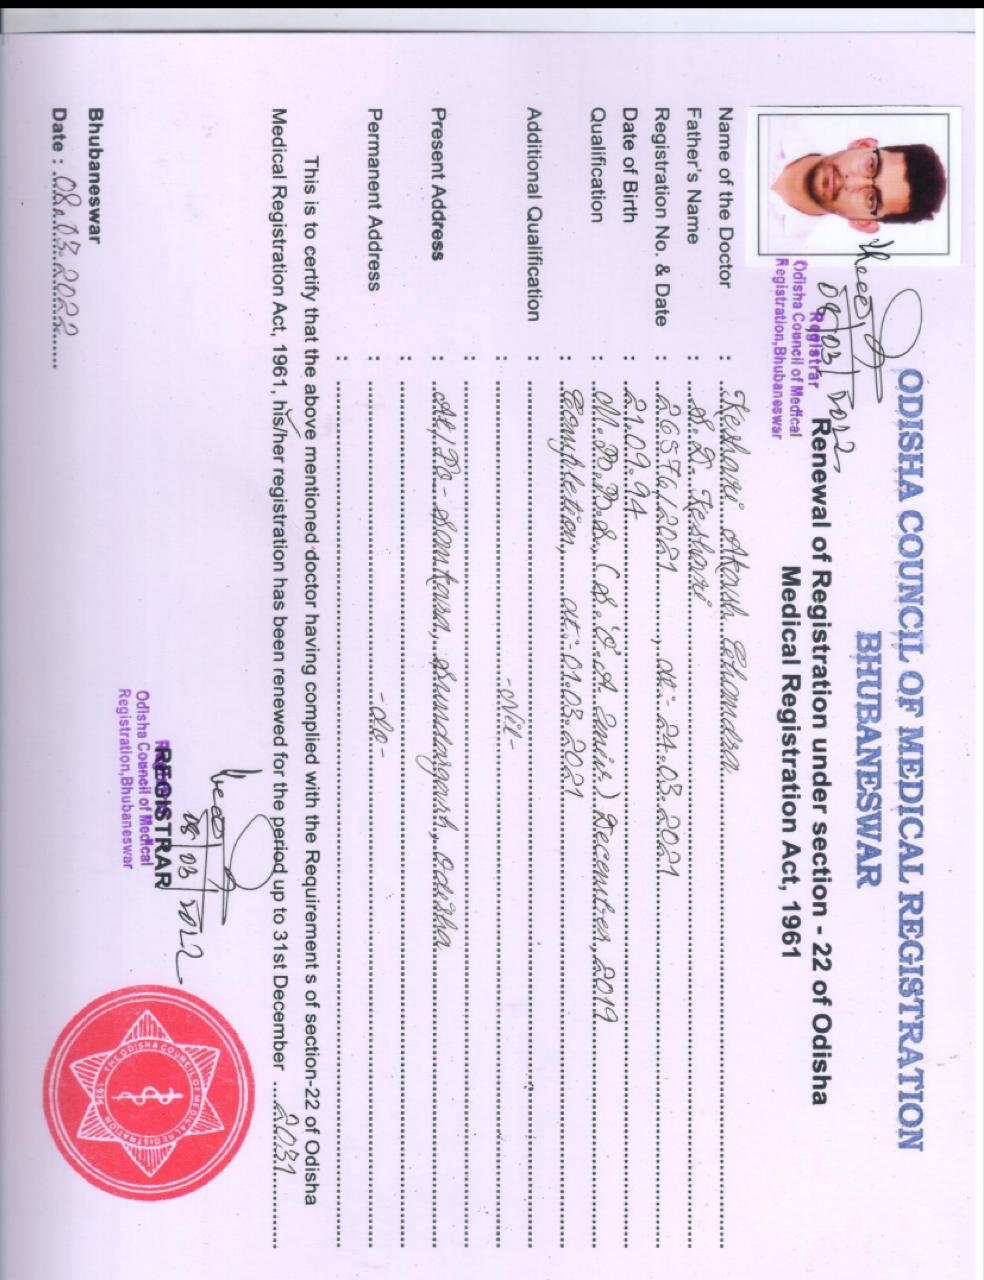 ODISHA COUNCIL OF MEDICAL REGISTRATION
BHUBANESWAR
Renewal of Registration under section - 22 of Odisha
Medical Registration Act, 1961
08/03/2022
Registrar
Odisha Council of Medical
Registration,Bhubaneswar
Name of the Doctor : Keshari Akash Chandra
Father's Name : S. D. Keshari
Registration No. & Date : /2021, dt:- 24.03.2021
Date of Birth : 21.09.94
Qualification : M.B.B.S., (S.'O'.A. Univ.) December, 2019
Completion, dt:- 01.03.2021
Additional Qualification : -Nil-
Present Address : At/Po- Sundargarh, Odisha
Permanent Address : -do-
This is to certify that the above mentioned doctor having complied with the Requirement s of section-22 of Odisha
Medical Registration Act, 1961, his/her registration has been renewed for the period up to 31st December 2031
08/03/2022
REGISTRAR
Registrar
Odisha Council of Medical
Registration,Bhubaneswar
Bhubaneswar
Date : 08.03.2022
THE ODISHA COUNCIL OF MEDICAL REGISTRATION
1936